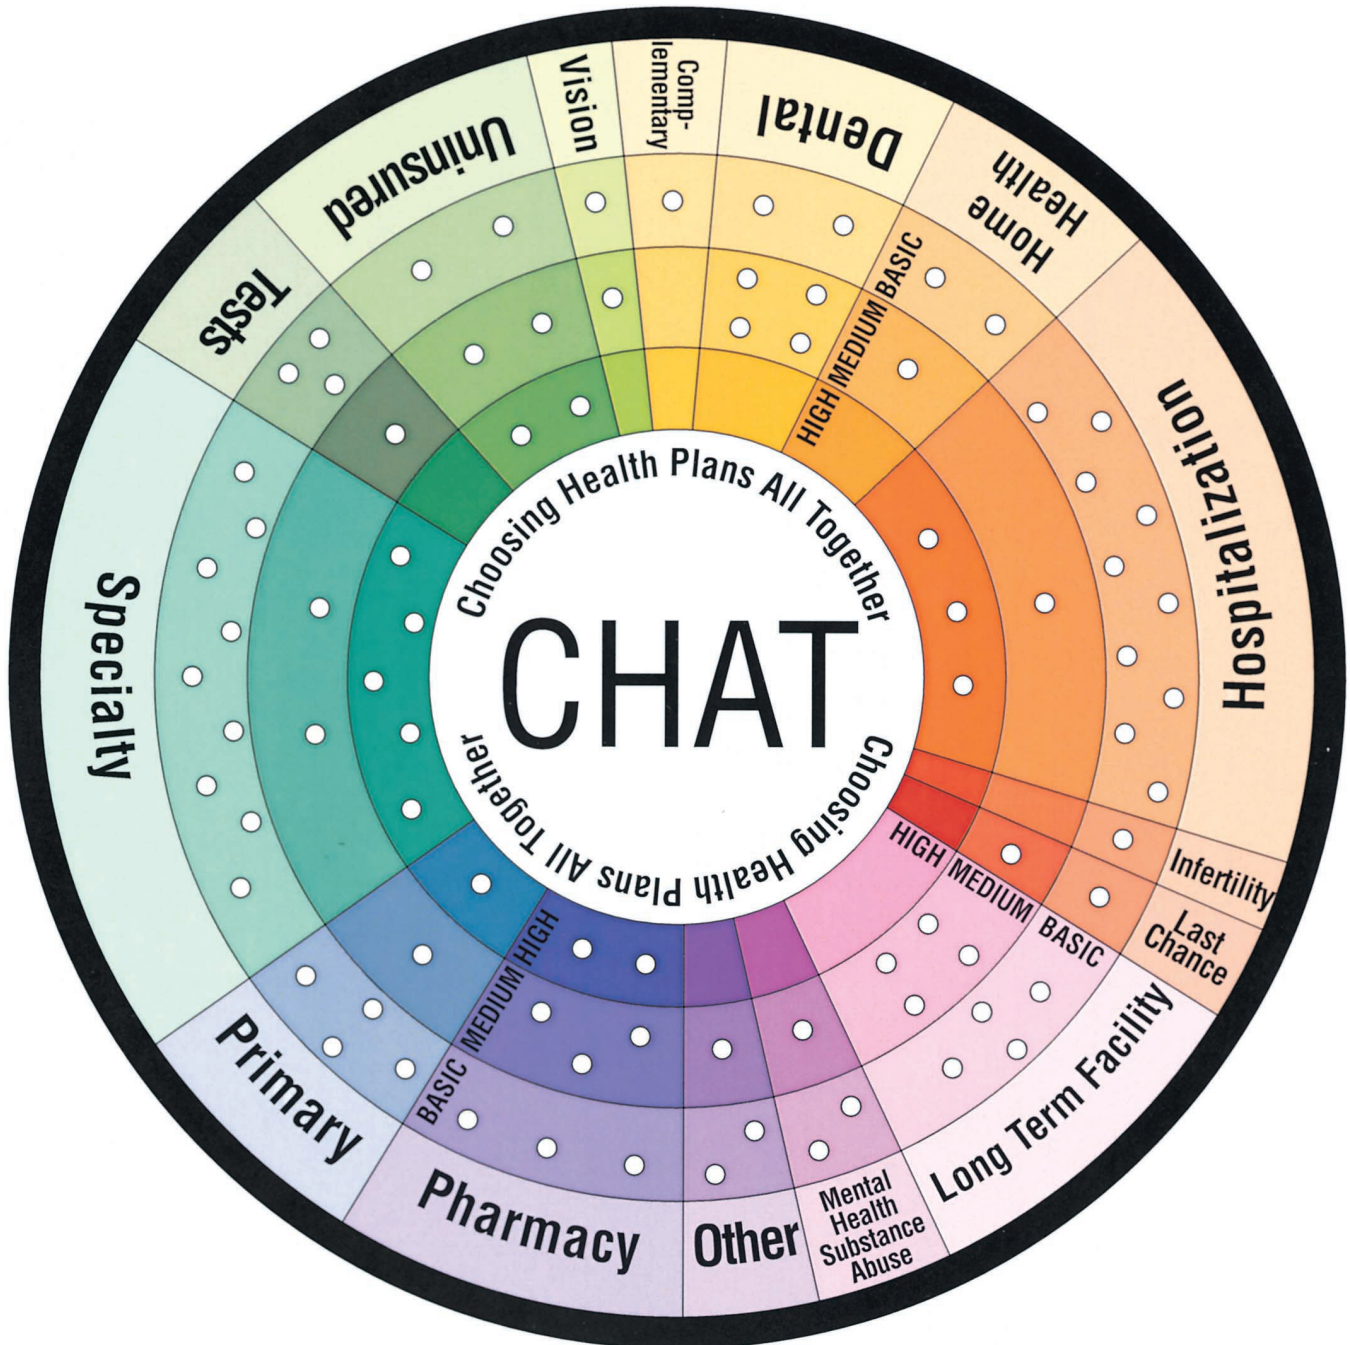 Comp-
lementary
Dental
Home
Health
Hospitalization
Infertility
Last
Chance
Long Term Facility
Mental
Health
Substance
Abuse
Other
Pharmacy
Primary
Specialty
Tests
Uninsured
Vision
BASIC
MEDIUM
HIGH
HIGH
MEDIUM
BASIC
HIGH
MEDIUM
BASIC
Choosing Health Plans All Together
CHAT
Choosing Health Plans All Together